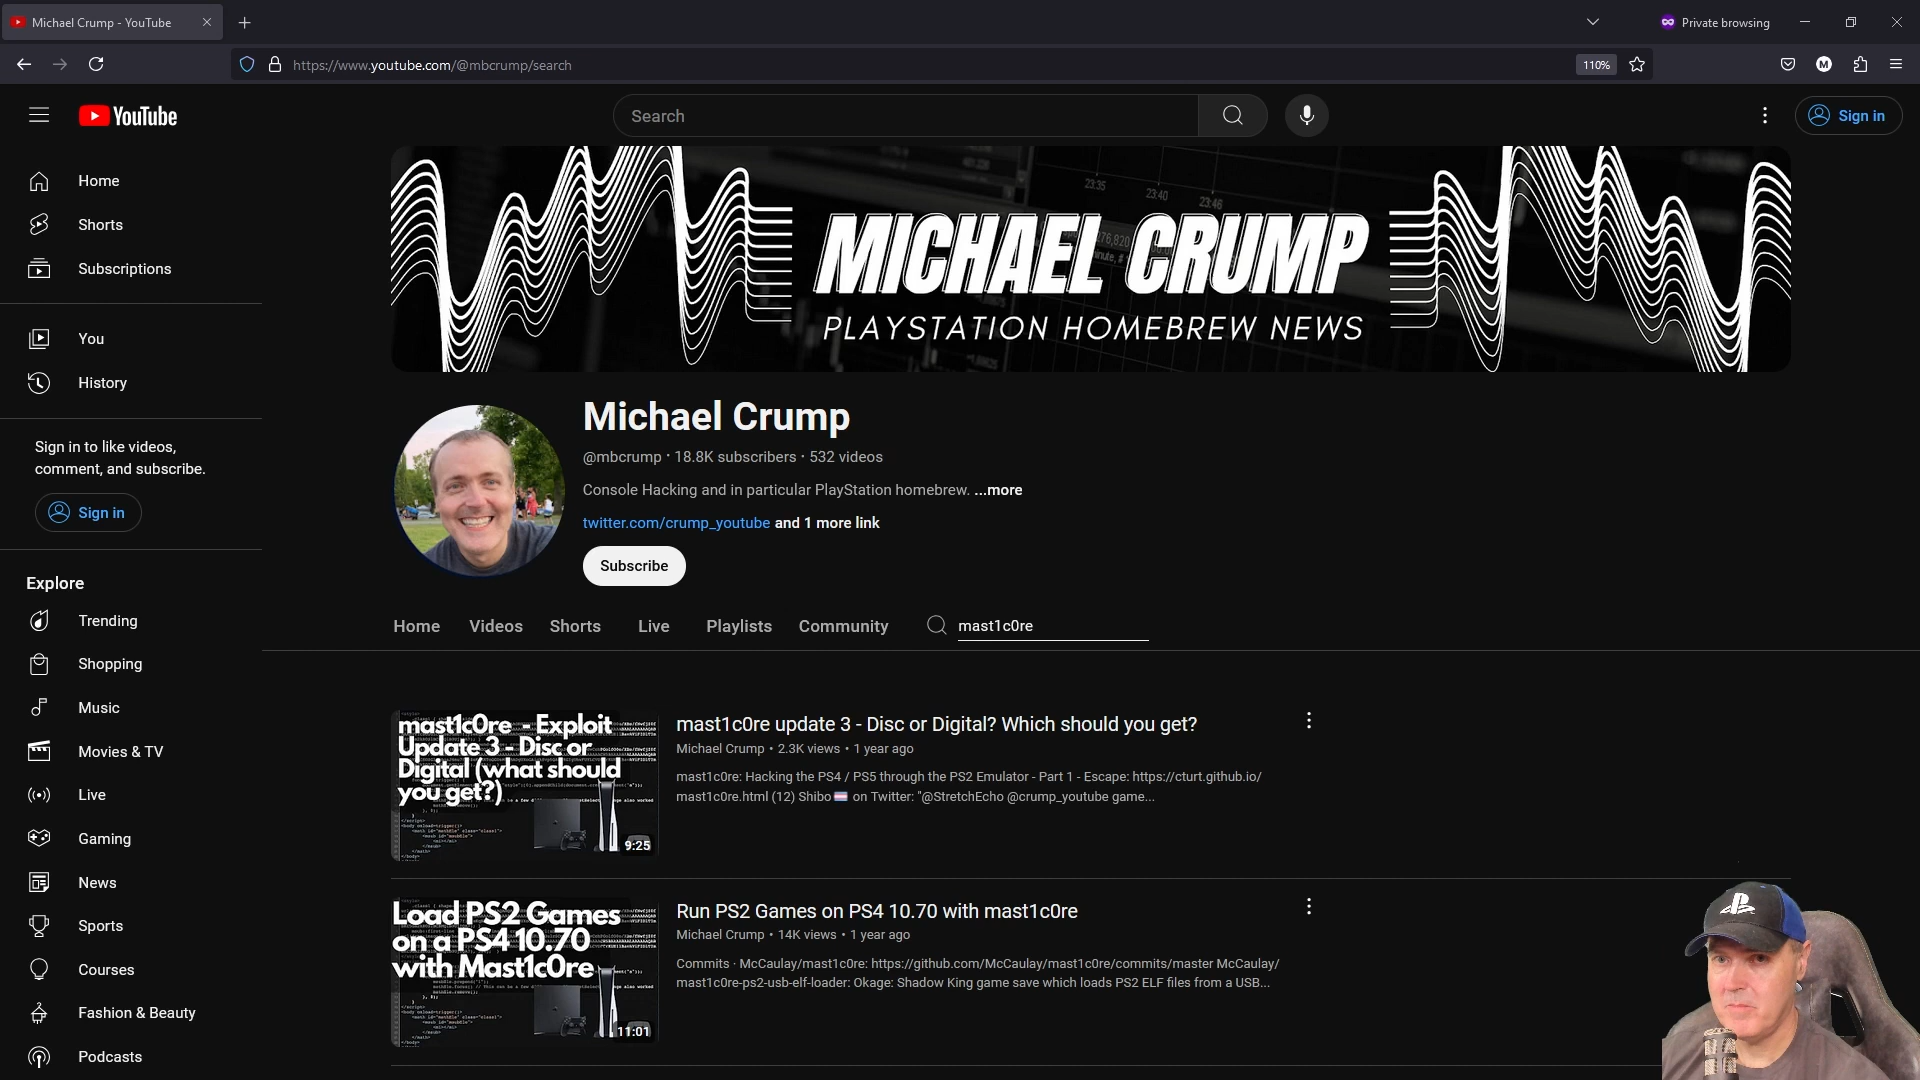 Michael Crump - YouTube
Private browsing
https://www.youtube.com/@mbcrump/search
110%
M
YouTube
Search
Sign in
Home
Shorts
Subscriptions
You
History
Sign in to like videos,
comment, and subscribe.
Sign in
Explore
Trending
Shopping
Music
Movies & TV
Live
Gaming
News
Sports
Courses
Fashion & Beauty
Podcasts
23:35
23:40
23:46
MICHAEL CRUMP
PLAYSTATION HOMEBREW NEWS
Michael Crump
@mbcrump • 18.8K subscribers • 532 videos
Console Hacking and in particular PlayStation homebrew. ...more
twitter.com/crump_youtube and 1 more link
Subscribe
Home Videos Shorts Live Playlists Community mast1c0re
mast1c0re - Exploit
Update 3 - Disc or
Digital (what should
you get?)
9:25
mast1c0re update 3 - Disc or Digital? Which should you get?
Michael Crump • 2.3K views • 1 year ago
mast1c0re: Hacking the PS4 / PS5 through the PS2 Emulator - Part 1 - Escape: https://cturt.github.io/
mast1c0re.html (12) Shibo on Twitter: "@StretchEcho @crump_youtube game...
Load PS2 Games
on a PS4 10.70
with Mast1c0re
11:01
Run PS2 Games on PS4 10.70 with mast1c0re
Michael Crump • 14K views • 1 year ago
Commits · McCaulay/mast1c0re: https://github.com/McCaulay/mast1c0re/commits/master McCaulay/
mast1c0re-ps2-usb-elf-loader: Okage: Shadow King game save which loads PS2 ELF files from a USB...